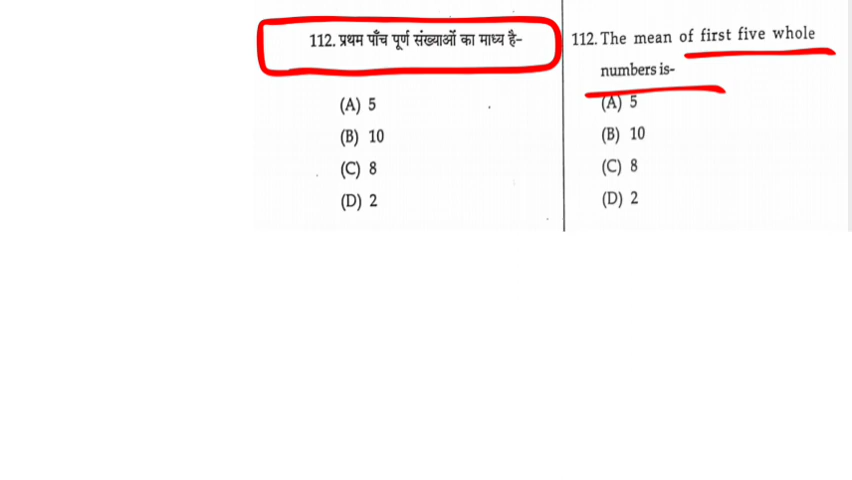 112. प्रथम पाँच पूर्ण संख्याओं का माध्य है-
(A) 5
(B) 10
(C) 8
(D) 2
112. The mean of first five whole
numbers is-
(A) 5
(B) 10
(C) 8
(D) 2